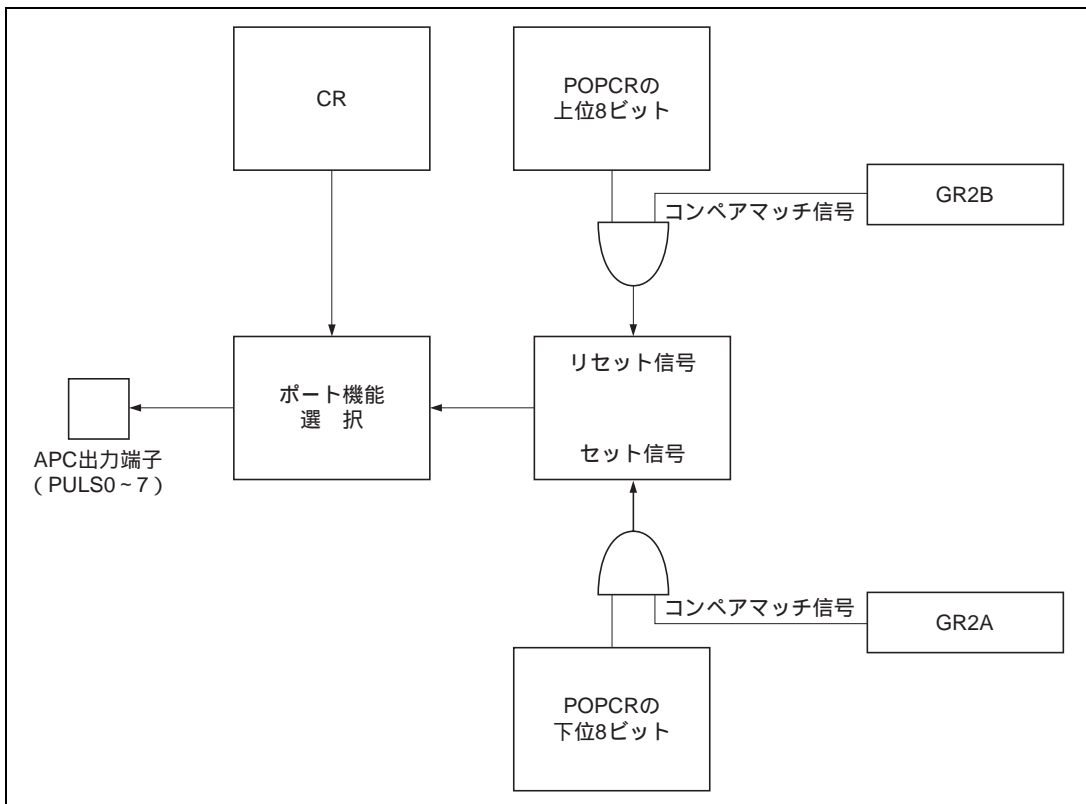 CR
POPCRの
上位8ビット
コンペアマッチ信号
GR2B
リセット信号
ポート機能
選　択
セット信号
APC出力端子
（PULS0～7）
コンペアマッチ信号
GR2A
POPCRの
下位8ビット